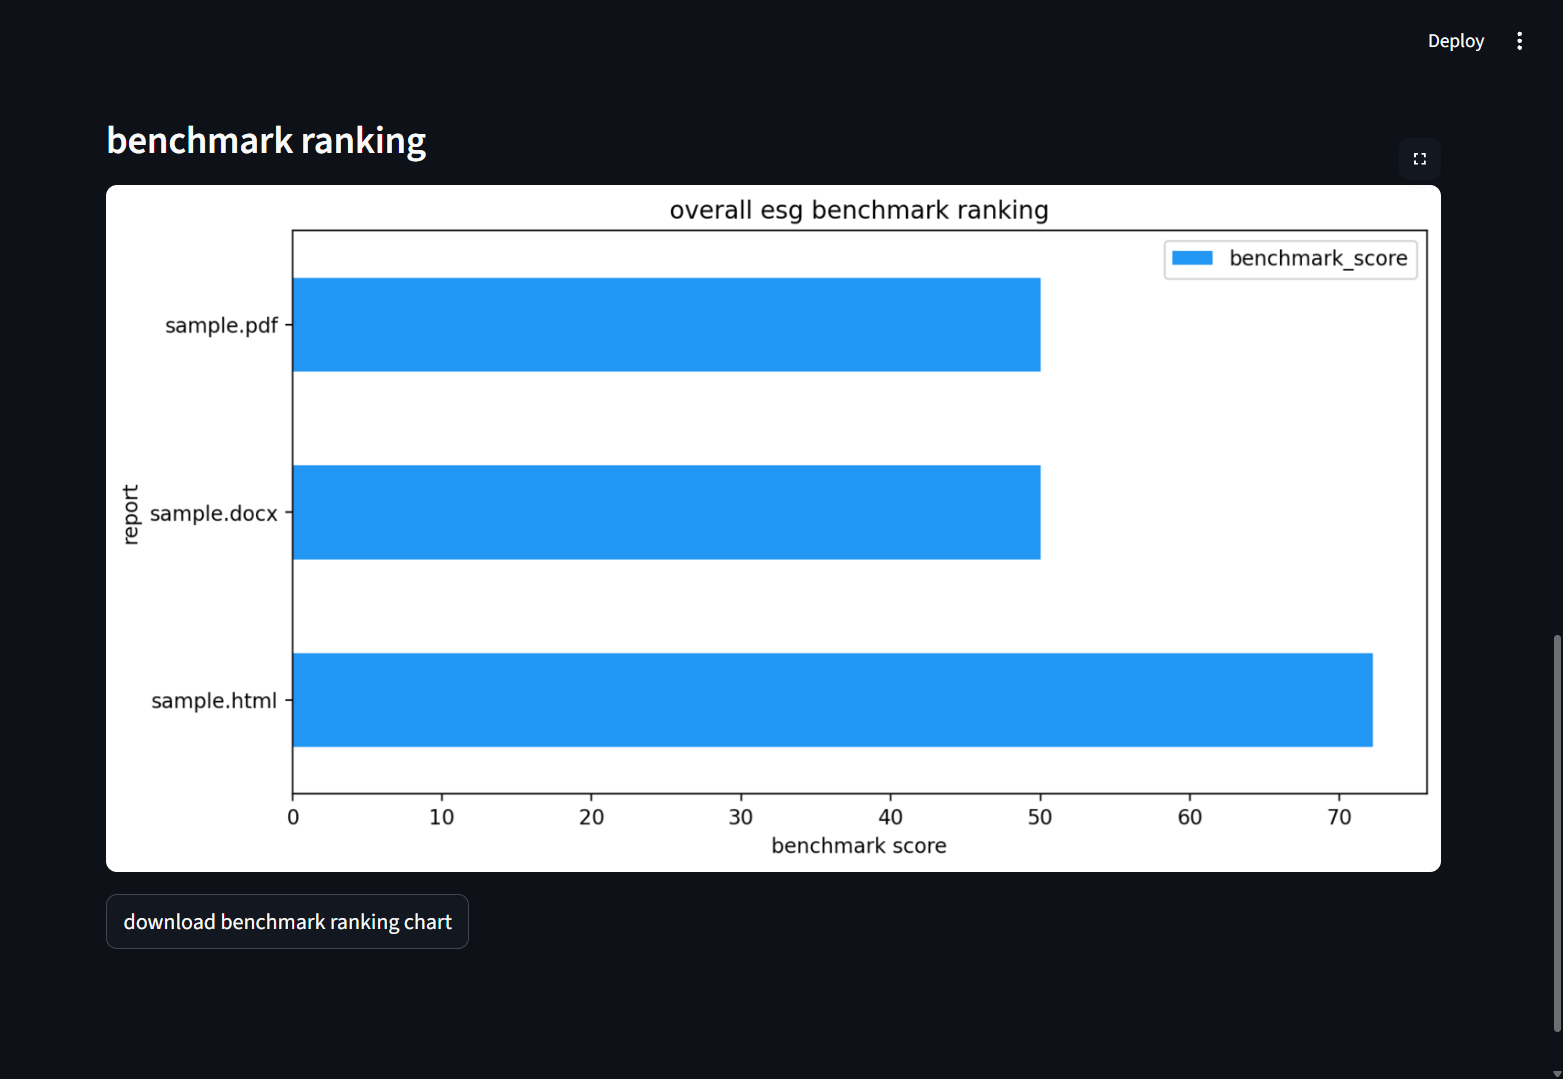 Deploy
benchmark ranking
overall esg benchmark ranking
benchmark_score
sample.pdf
report
sample.docx
sample.html
0 10 20 30 40 50 60 70
benchmark score
download benchmark ranking chart